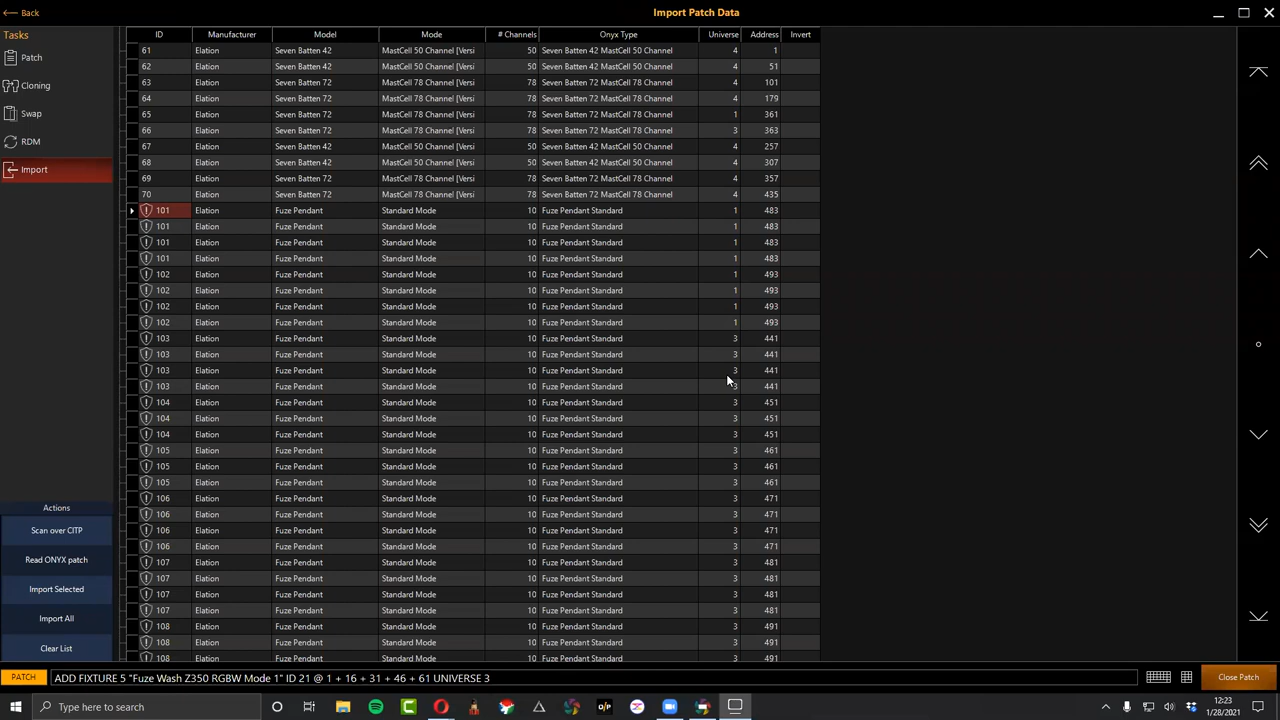 Back
Import Patch Data
Tasks
Patch
Cloning
Swap
RDM
Import
ID Manufacturer Model Mode # Channels Onyx Type Universe Address Invert
61 Elation Seven Batten 42 MastCell 50 Channel [Versi 50 Seven Batten 42 MastCell 50 Channel 4 1
62 Elation Seven Batten 42 MastCell 50 Channel [Versi 50 Seven Batten 42 MastCell 50 Channel 4 51
63 Elation Seven Batten 72 MastCell 78 Channel [Versi 78 Seven Batten 72 MastCell 78 Channel 4 101
64 Elation Seven Batten 72 MastCell 78 Channel [Versi 78 Seven Batten 72 MastCell 78 Channel 4 179
65 Elation Seven Batten 72 MastCell 78 Channel [Versi 78 Seven Batten 72 MastCell 78 Channel 1 361
66 Elation Seven Batten 72 MastCell 78 Channel [Versi 78 Seven Batten 72 MastCell 78 Channel 3 363
67 Elation Seven Batten 42 MastCell 50 Channel [Versi 50 Seven Batten 42 MastCell 50 Channel 4 257
68 Elation Seven Batten 42 MastCell 50 Channel [Versi 50 Seven Batten 42 MastCell 50 Channel 4 307
69 Elation Seven Batten 72 MastCell 78 Channel [Versi 78 Seven Batten 72 MastCell 78 Channel 4 357
70 Elation Seven Batten 72 MastCell 78 Channel [Versi 78 Seven Batten 72 MastCell 78 Channel 4 435
101 Elation Fuze Pendant Standard Mode 10 Fuze Pendant Standard 1 483
101 Elation Fuze Pendant Standard Mode 10 Fuze Pendant Standard 1 483
101 Elation Fuze Pendant Standard Mode 10 Fuze Pendant Standard 1 483
101 Elation Fuze Pendant Standard Mode 10 Fuze Pendant Standard 1 483
102 Elation Fuze Pendant Standard Mode 10 Fuze Pendant Standard 1 493
102 Elation Fuze Pendant Standard Mode 10 Fuze Pendant Standard 1 493
102 Elation Fuze Pendant Standard Mode 10 Fuze Pendant Standard 1 493
102 Elation Fuze Pendant Standard Mode 10 Fuze Pendant Standard 1 493
103 Elation Fuze Pendant Standard Mode 10 Fuze Pendant Standard 3 441
103 Elation Fuze Pendant Standard Mode 10 Fuze Pendant Standard 3 441
103 Elation Fuze Pendant Standard Mode 10 Fuze Pendant Standard 3 441
103 Elation Fuze Pendant Standard Mode 10 Fuze Pendant Standard 3 441
104 Elation Fuze Pendant Standard Mode 10 Fuze Pendant Standard 3 451
104 Elation Fuze Pendant Standard Mode 10 Fuze Pendant Standard 3 451
104 Elation Fuze Pendant Standard Mode 10 Fuze Pendant Standard 3 451
105 Elation Fuze Pendant Standard Mode 10 Fuze Pendant Standard 3 461
105 Elation Fuze Pendant Standard Mode 10 Fuze Pendant Standard 3 461
105 Elation Fuze Pendant Standard Mode 10 Fuze Pendant Standard 3 461
106 Elation Fuze Pendant Standard Mode 10 Fuze Pendant Standard 3 471
106 Elation Fuze Pendant Standard Mode 10 Fuze Pendant Standard 3 471
106 Elation Fuze Pendant Standard Mode 10 Fuze Pendant Standard 3 471
106 Elation Fuze Pendant Standard Mode 10 Fuze Pendant Standard 3 471
107 Elation Fuze Pendant Standard Mode 10 Fuze Pendant Standard 3 481
107 Elation Fuze Pendant Standard Mode 10 Fuze Pendant Standard 3 481
107 Elation Fuze Pendant Standard Mode 10 Fuze Pendant Standard 3 481
107 Elation Fuze Pendant Standard Mode 10 Fuze Pendant Standard 3 481
108 Elation Fuze Pendant Standard Mode 10 Fuze Pendant Standard 3 491
108 Elation Fuze Pendant Standard Mode 10 Fuze Pendant Standard 3 491
108 Elation Fuze Pendant Standard Mode 10 Fuze Pendant Standard 3 491
Actions
Scan over CITP
Read ONYX patch
Import Selected
Import All
Clear List
PATCH ADD FIXTURE 5 "Fuze Wash Z350 RGBW Mode 1" ID 21 @ 1 + 16 + 31 + 46 + 61 UNIVERSE 3
Close Patch
Type here to search
O/P
12:23
1/28/2021